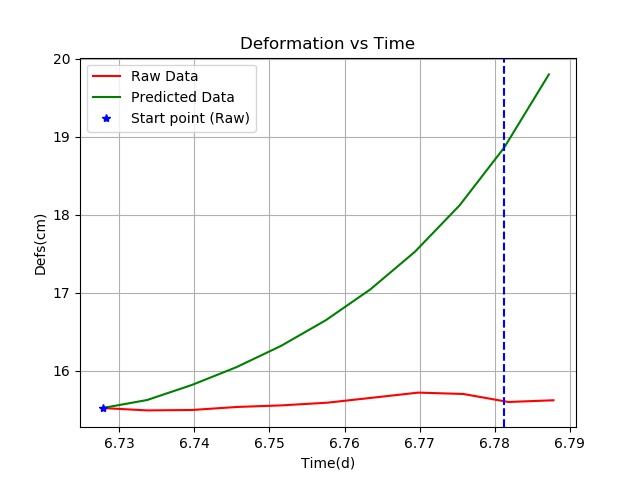 Deformation vs Time
Raw Data
Predicted Data
Start point (Raw)
Defs(cm)
20
19
18
17
16
6.73 6.74 6.75 6.76 6.77 6.78 6.79
Time(d)